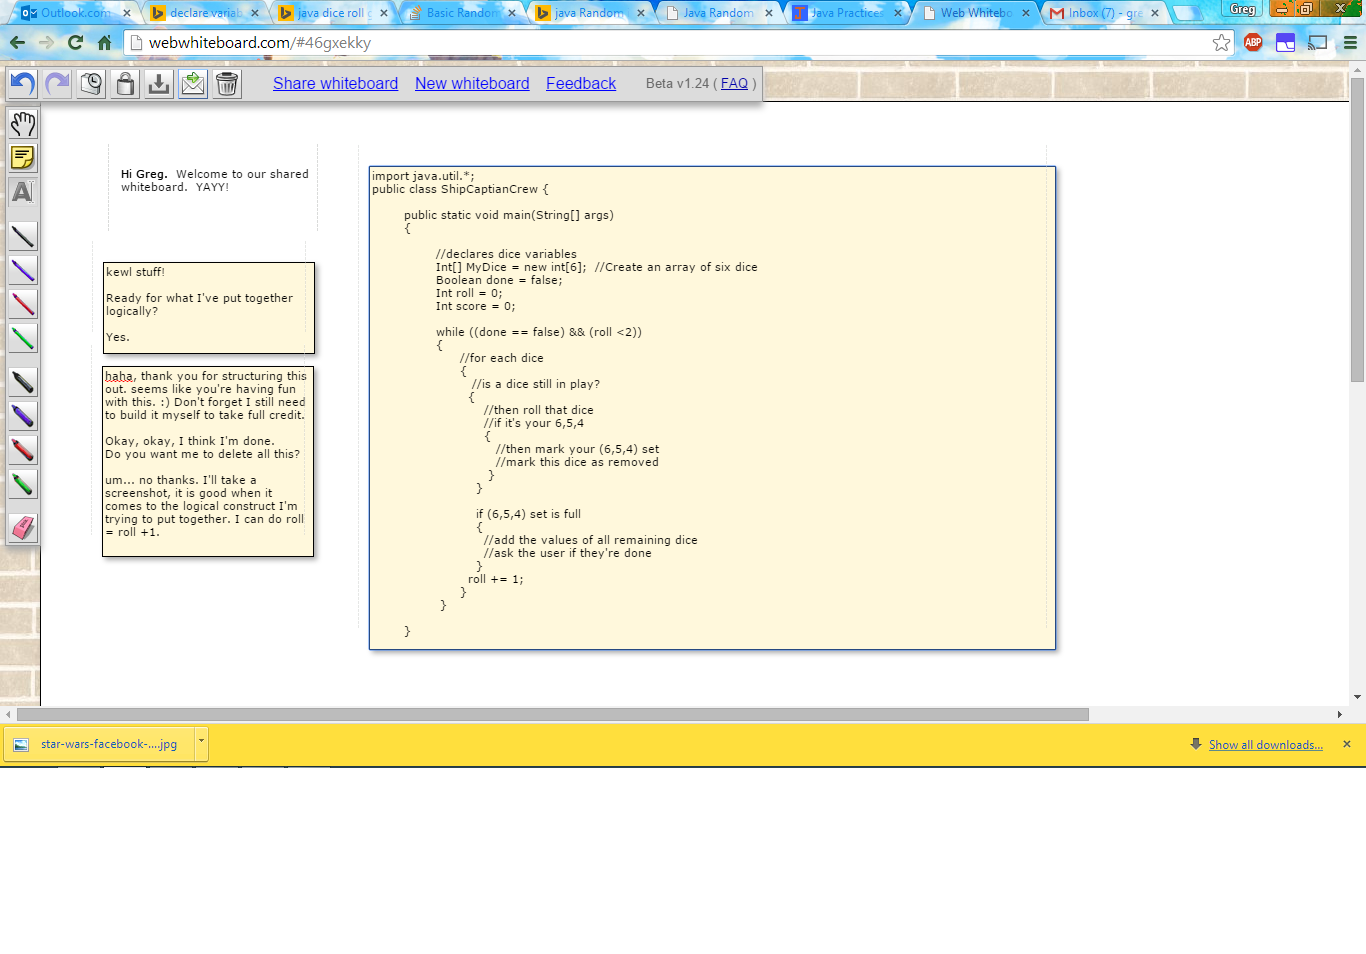 Outlook.com
declare variab
java dice roll g
Basic Random
java Random
Java Random
Java Practices
Web Whitebo
Inbox (7) - gre
Greg
webwhiteboard.com/#46gxekky
ABP
Share whiteboard New whiteboard Feedback Beta v1.24 ( FAQ )
Hi Greg. Welcome to our shared
whiteboard. YAYY!
kewl stuff!
Ready for what I've put together
logically?
Yes.
haha, thank you for structuring this
out. seems like you're having fun
with this. :) Don't forget I still need
to build it myself to take full credit.
Okay, okay, I think I'm done.
Do you want me to delete all this?
um... no thanks. I'll take a
screenshot, it is good when it
comes to the logical construct I'm
trying to put together. I can do roll
= roll +1.
import java.util.*;
public class ShipCaptianCrew {
public static void main(String[] args)
{
//declares dice variables
Int[] MyDice = new int[6]; //Create an array of six dice
Boolean done = false;
Int roll = 0;
Int score = 0;
while ((done == false) && (roll <2))
{
//for each dice
{
//is a dice still in play?
{
//then roll that dice
//if it's your 6,5,4
{
//then mark your (6,5,4) set
//mark this dice as removed
}
}
if (6,5,4) set is full
{
//add the values of all remaining dice
//ask the user if they're done
}
roll += 1;
}
}
}
star-wars-facebook-....jpg
Show all downloads...